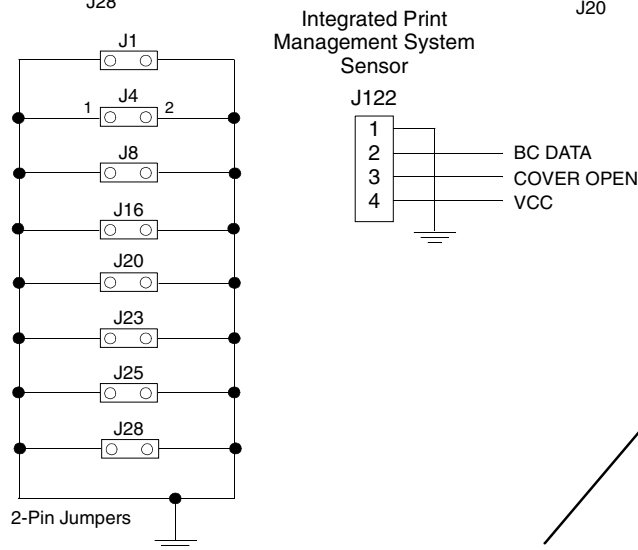 J28
J20
Integrated Print
Management System
Sensor
J1
J4
1 2
J8
J16
J20
J23
J25
J28
2-Pin Jumpers
J122
1
2 BC DATA
3 COVER OPEN
4 VCC